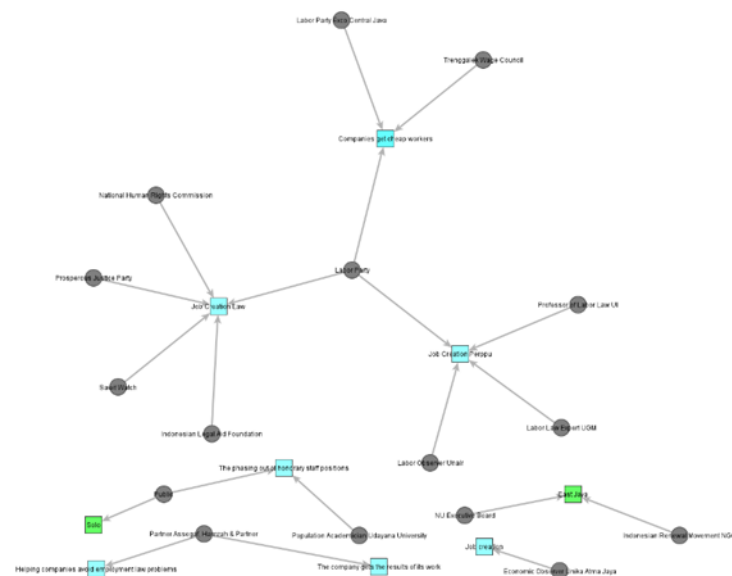 Labor Party Exco Central Java
Trenggalek Wage Council
Companies get cheap workers
National Human Rights Commission
Labor Party
Prosperous Justice Party
Job Creation Law
Professor of Labor Law UI
Job Creation Perppu
Sawit Watch
Labor Law Expert UGM
Indonesian Legal Aid Foundation
Labor Observer Unair
The phasing out of honorary staff positions
Public
East Java
NU Executive Board
Solo
Partner Assegaf Hamzah & Partner
Population Academician Udayana University
Indonesian Renewal Movement NGO
Job creation
Helping companies avoid employment law problems
The company gets the results of its work
Economic Observer Unika Atma Jaya